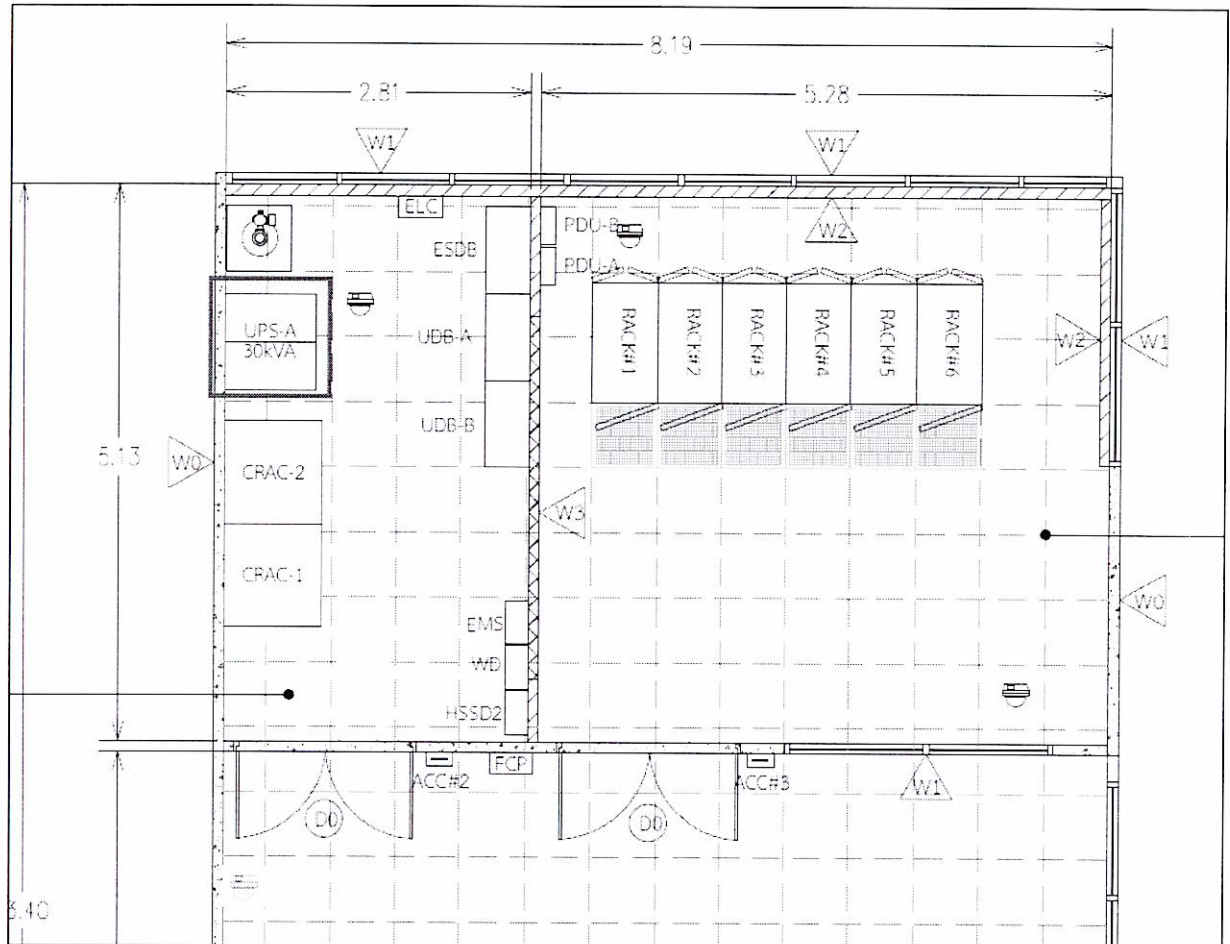 8.19
2.81
5.28
W1
W1
ELC
W2
PDU-B
ESDB
PDU-A
UPS-A
30kVA
UDB-A
RACK#1
RACK#2
RACK#3
RACK#4
RACK#5
RACK#6
W2
W1
UDB-B
5.13
W0
CRAC-2
W3
CRAC-1
W0
EMS
WD
HSSD2
FCP
ACC#2
ACC#3
W1
D0
D0
.40